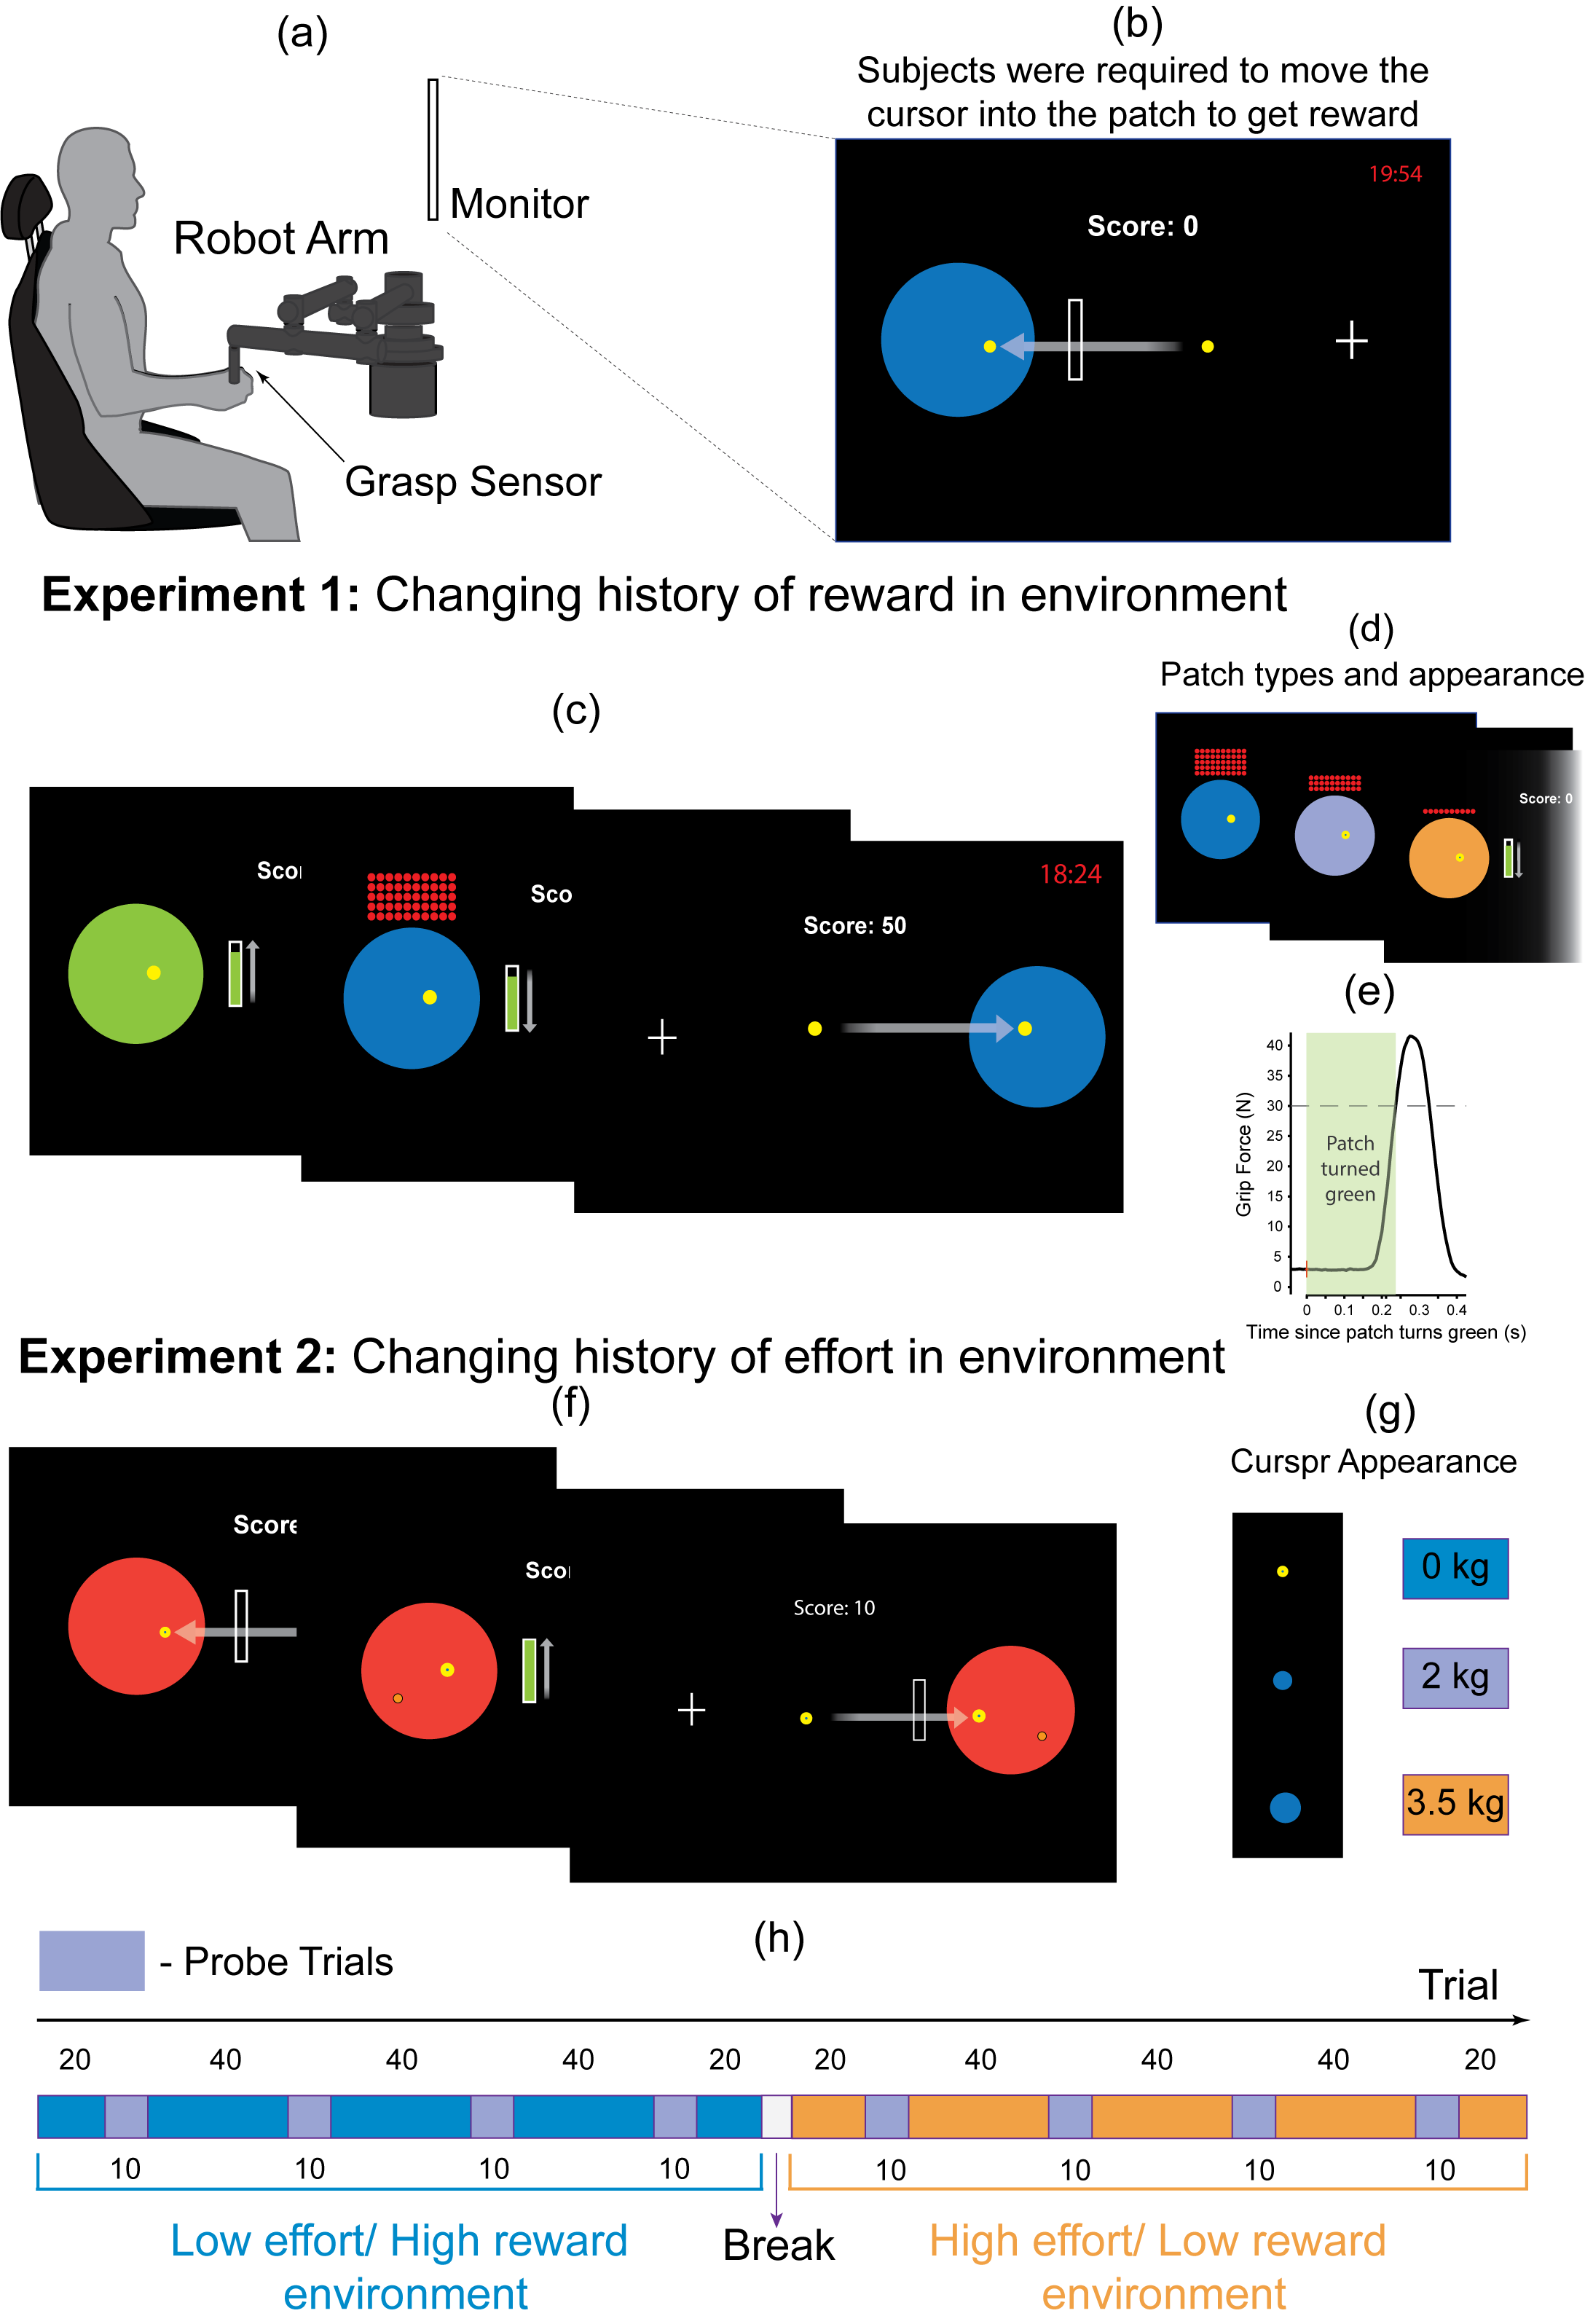 (a)
Monitor
Robot Arm
Grasp Sensor
(b)
Subjects were required to move the
cursor into the patch to get reward
19:54
Score: 0
Experiment 1: Changing history of reward in environment
(c)
Scor
Sco
18:24
Score: 50
(d)
Patch types and appearance
Score: 0
(e)
40
35
30
25
20
15
10
5
0
Grip Force (N)
Patch
turned
green
0 0.1 0.2 0.3 0.4
Time since patch turns green (s)
Experiment 2: Changing history of effort in environment
(f)
Score
Scor
Score: 10
(g)
Curspr Appearance
0 kg
2 kg
3.5 kg
(h)
- Probe Trials
Trial
20 40 40 40 20 20 40 40 40 20
10 10 10 10 10 10 10 10
Low effort/ High reward
environment
Break
High effort/ Low reward
environment